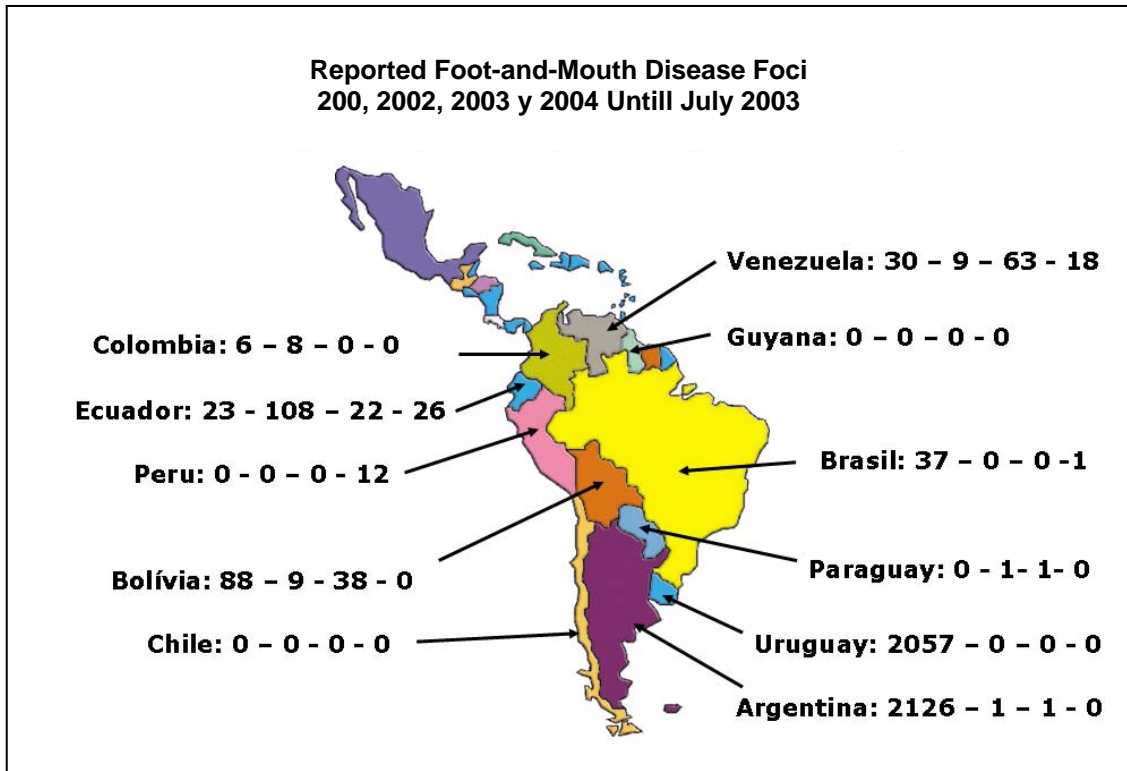 Reported Foot-and-Mouth Disease Foci
200, 2002, 2003 y 2004 Untill July 2003
Venezuela: 30 – 9 – 63 - 18
Colombia: 6 – 8 – 0 - 0
Guyana: 0 – 0 – 0 - 0
Ecuador: 23 - 108 – 22 - 26
Peru: 0 - 0 – 0 - 12
Brasil: 37 – 0 – 0 -1
Bolívia: 88 – 9 - 38 - 0
Paraguay: 0 - 1- 1- 0
Chile: 0 – 0 - 0 - 0
Uruguay: 2057 – 0 – 0 - 0
Argentina: 2126 – 1 – 1 - 0